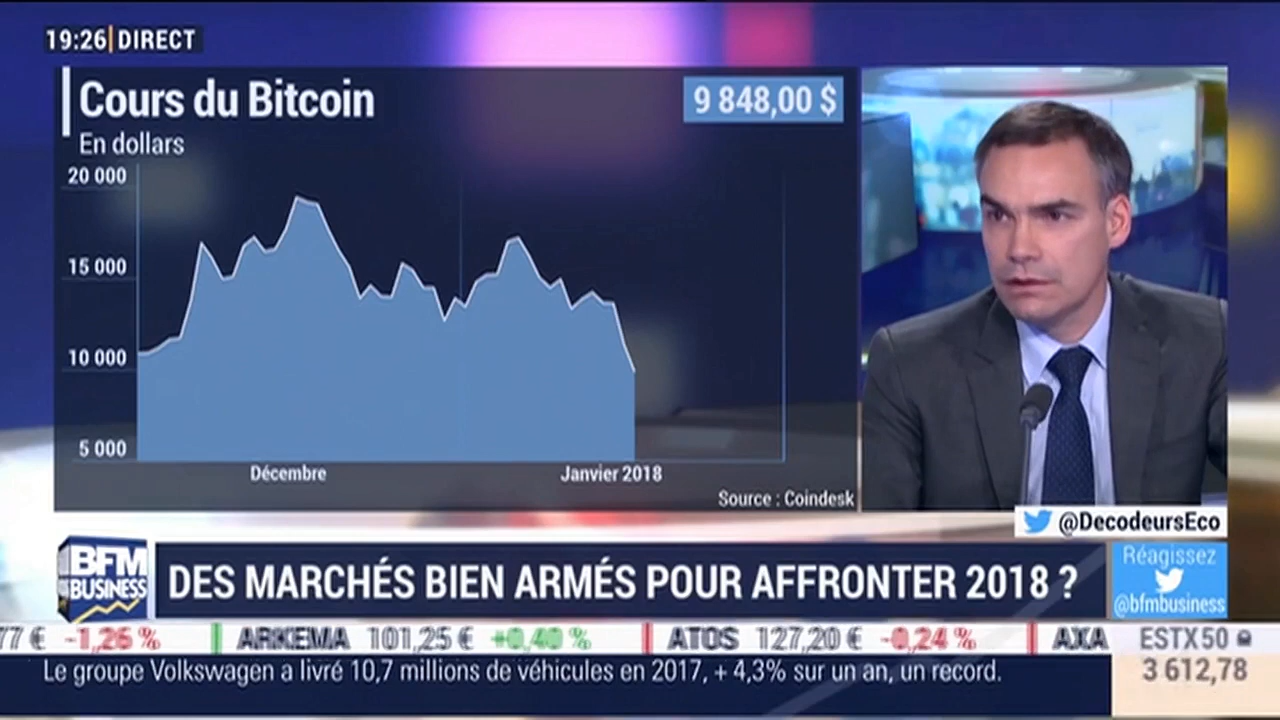 19:26 DIRECT
Cours du Bitcoin
9 848,00 $
En dollars
20 000
15 000
10 000
5 000
Décembre
Janvier 2018
Source : Coindesk
@DecodeursEco
BFM
BUSINESS
DES MARCHÉS BIEN ARMÉS POUR AFFRONTER 2018 ?
Réagissez
@bfmbusiness
77 € -1,26 % ARKEMA 101,25 € +0,40 % ATOS 127,20 € -0,24 % AXA
ESTX50
3 612,78
Le groupe Volkswagen a livré 10,7 millions de véhicules en 2017, + 4,3% sur un an, un record.